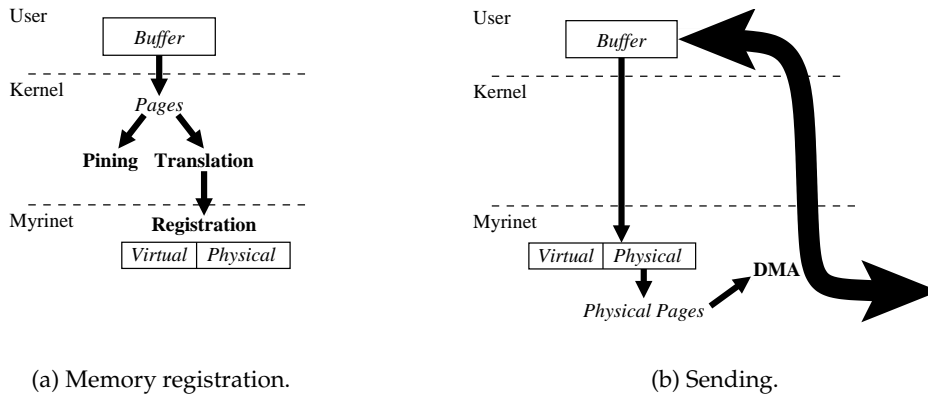 User
Buffer
Kernel
Pages
Pining Translation
Myrinet
Registration
Virtual Physical
(a) Memory registration.
User
Buffer
Kernel
Myrinet
Virtual Physical
DMA
Physical Pages
(b) Sending.